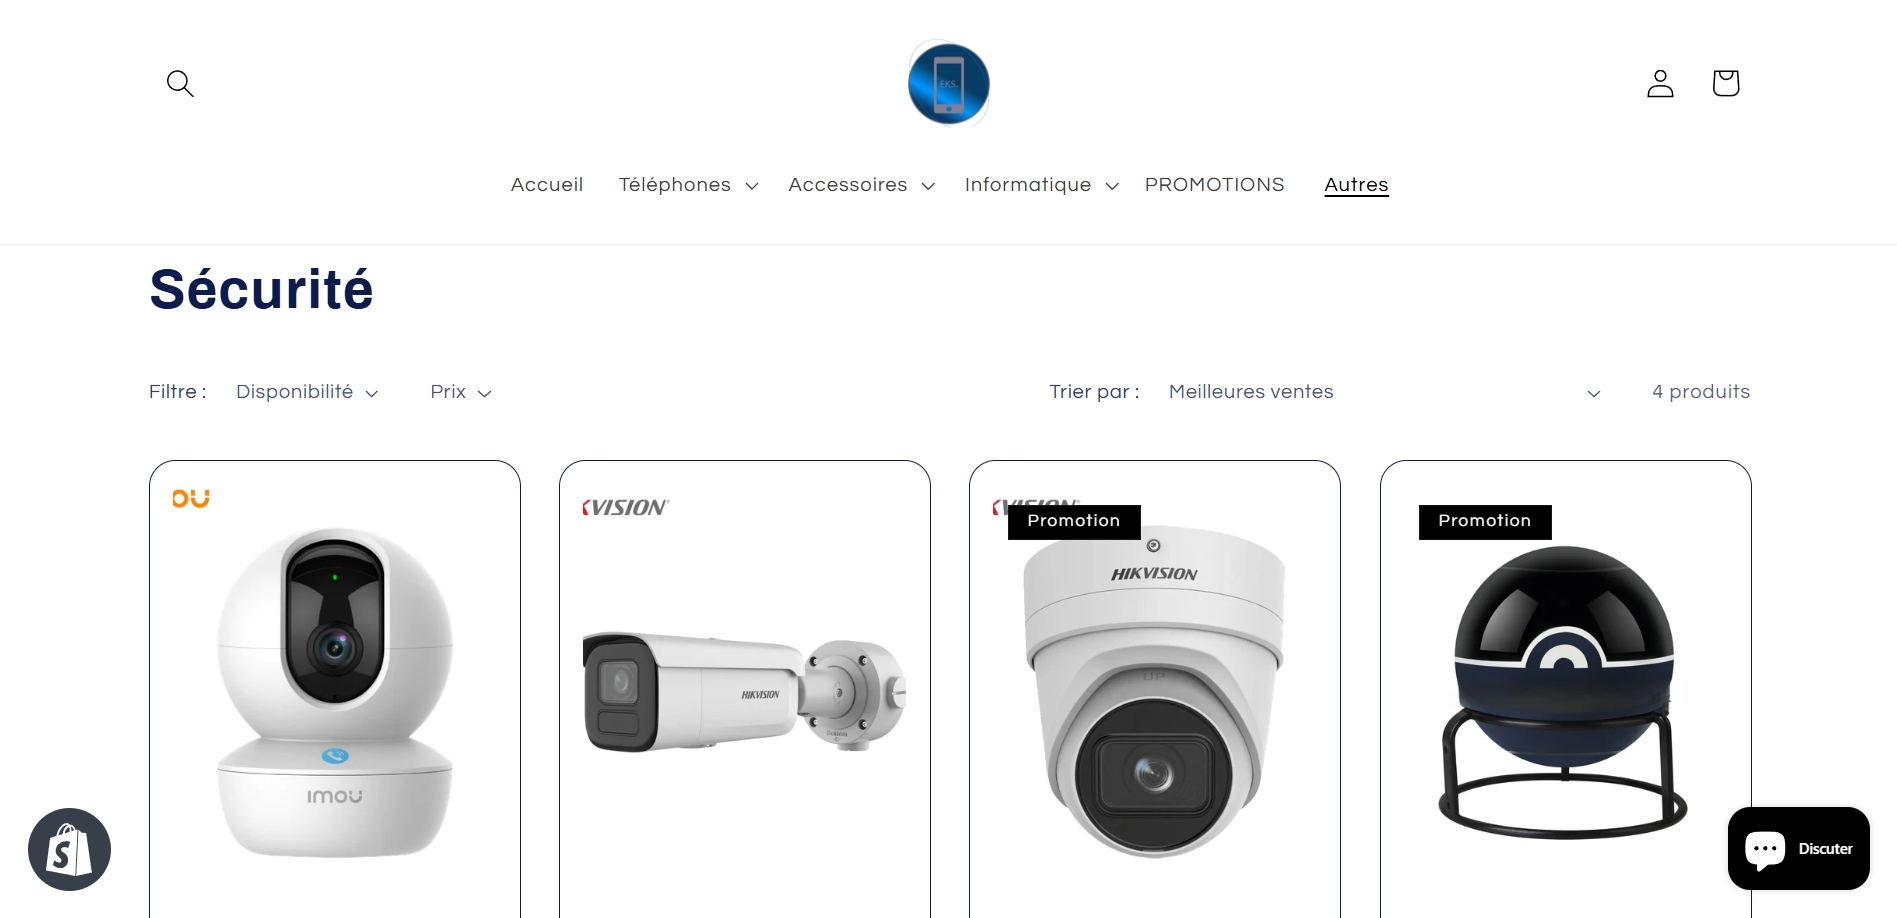 EKS.
Accueil
Téléphones
Accessoires
Informatique
PROMOTIONS
Autres
Sécurité
Filtre :
Disponibilité
Prix
Trier par :
Meilleures ventes
4 produits
OU
imou
KVISION
HIKVISION
Promotion
HIKVISION
UP
Promotion
Discuter